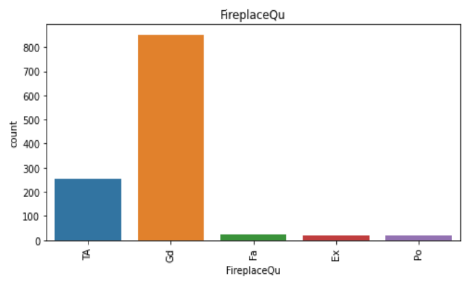 FireplaceQu
800
700
600
500
400
300
200
100
0
count
TA
Gd
Fa
Ex
Po
FireplaceQu